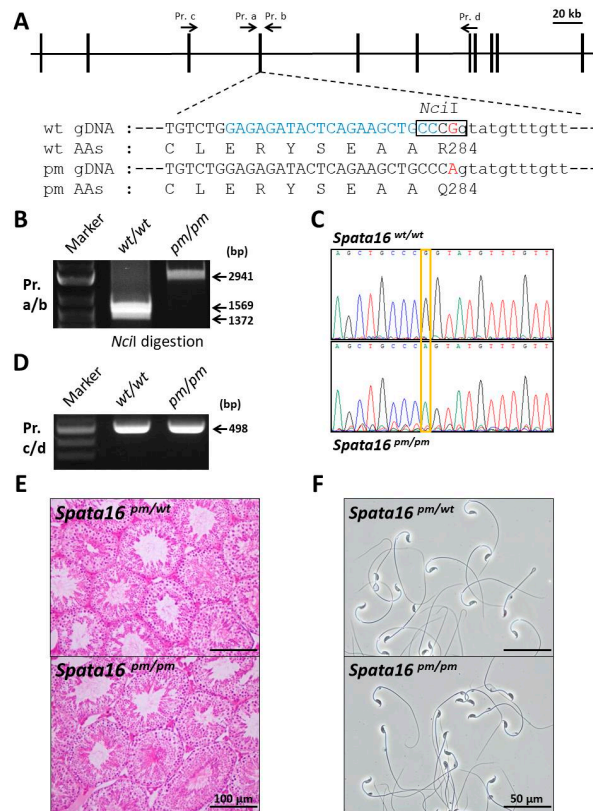 A
Pr. c
Pr. a
Pr. b
Pr. d
20 kb
NciI
wt gDNA : ---TGTCTGGAGAGATACTCAGAAGCTGCCCGGgtatgtttgtt---
wt AAs : C L E R Y S E A A R284
pm gDNA : ---TGTCTGGAGAGATACTCAGAAGCTGCCCAgtatgtttgtt---
pm AAs : C L E R Y S E A A Q284
B
Marker
wt/wt
pm/pm
(bp)
Pr.
a/b
2941
1569
1372
NciI digestion
C
Spata16 wt/wt
A G C T G C C C G G T A T G T T T G T T
A G C T G C C C A G T A T G T T T G T T
Spata16 pm/pm
D
Marker
wt/wt
pm/pm
(bp)
Pr.
c/d
498
E
Spata16 pm/wt
Spata16 pm/pm
100 µm
F
Spata16 pm/wt
Spata16 pm/pm
50 µm